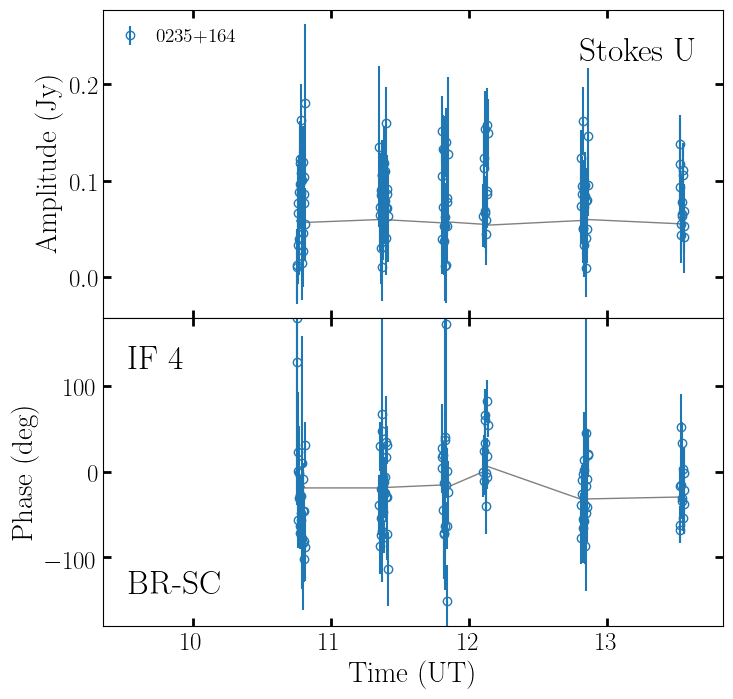 0235+164
Stokes U
Amplitude (Jy)
0.2
0.1
0.0
IF 4
Phase (deg)
100
0
−100
BR-SC
10 11 12 13
Time (UT)